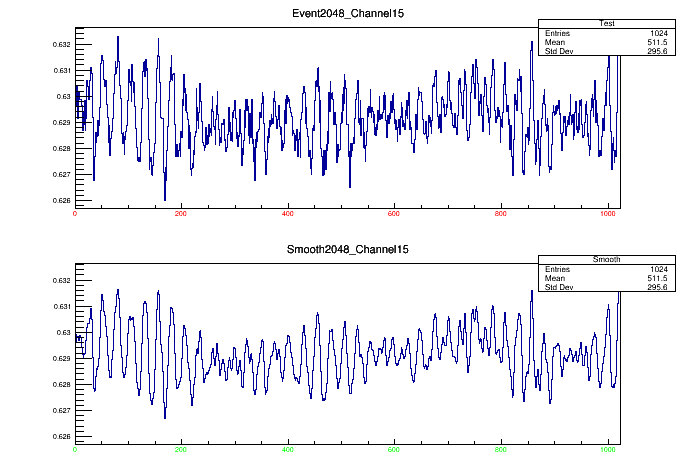 Event2048_Channel15
Test
Entries 1024
Mean 511.5
Std Dev 295.6
0.632
0.631
0.63
0.629
0.628
0.627
0.626
0 200 400 600 800 1000
Smooth2048_Channel15
Smooth
Entries 1024
Mean 511.5
Std Dev 295.6
0.632
0.631
0.63
0.629
0.628
0.627
0.626
0 200 400 600 800 1000